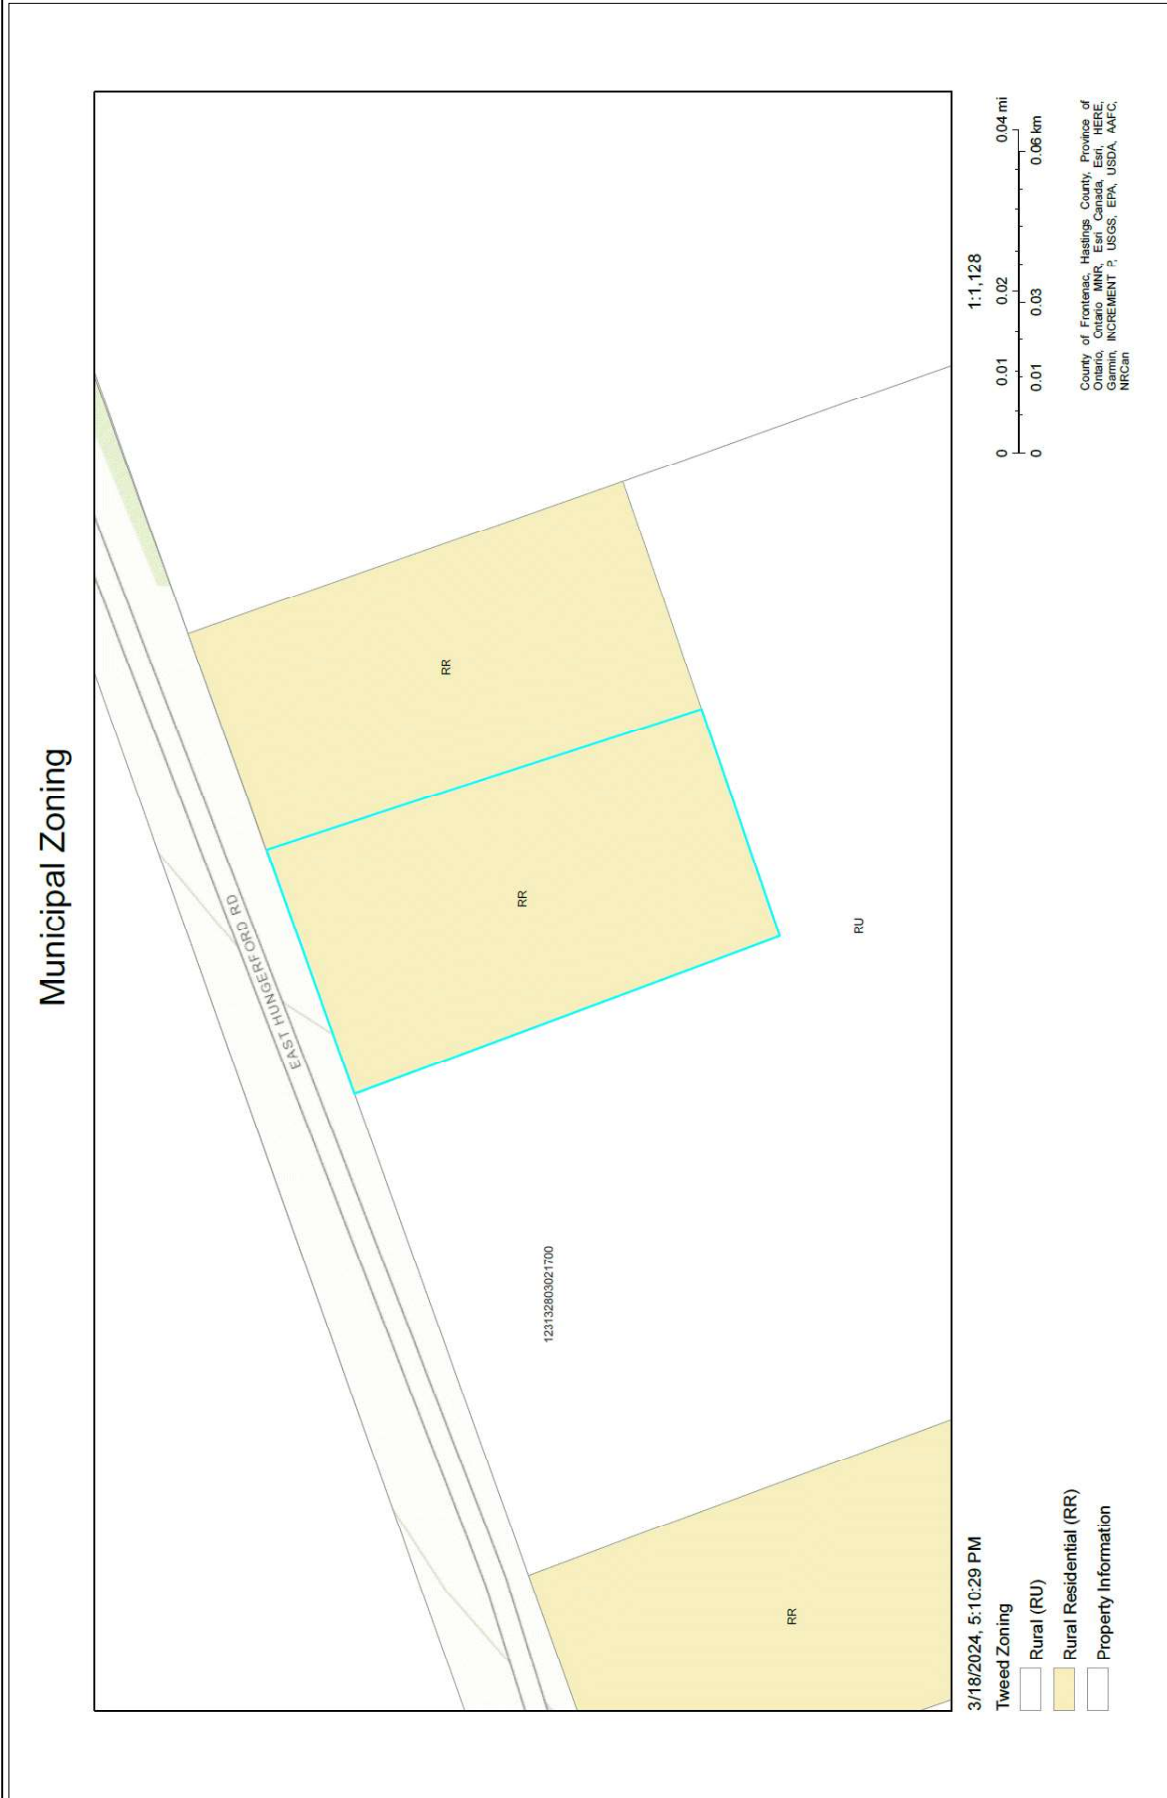 Municipal Zoning
EAST HUNGERFORD RD
RR
RR
RU
123132803021700
RR
3/18/2024, 5:10:29 PM
Tweed Zoning
Rural (RU)
Rural Residential (RR)
Property Information
1:1,128
0 0.01 0.02 0.04 mi
0 0.01 0.03 0.06 km
County of Frontenac, Hastings County, Province of
Ontario, Ontario MNR, Esri Canada, Esri, HERE,
Garmin, INCREMENT P, USGS, EPA, USDA, AAFC,
NRCan